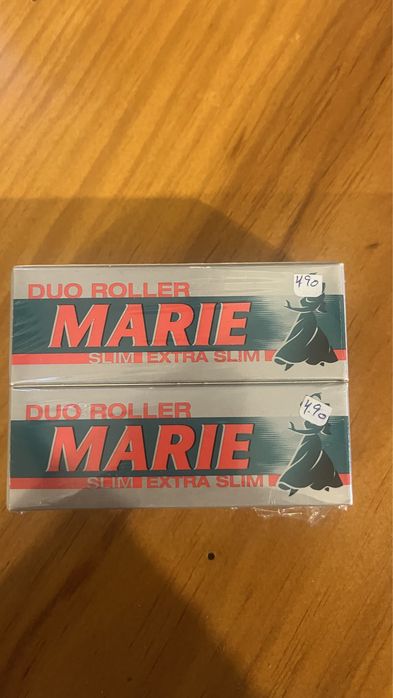 DUO ROLLER
4.90
MARIE
SLIM EXTRA SLIM
DUO ROLLER
4.90
MARIE
SLIM EXTRA SLIM